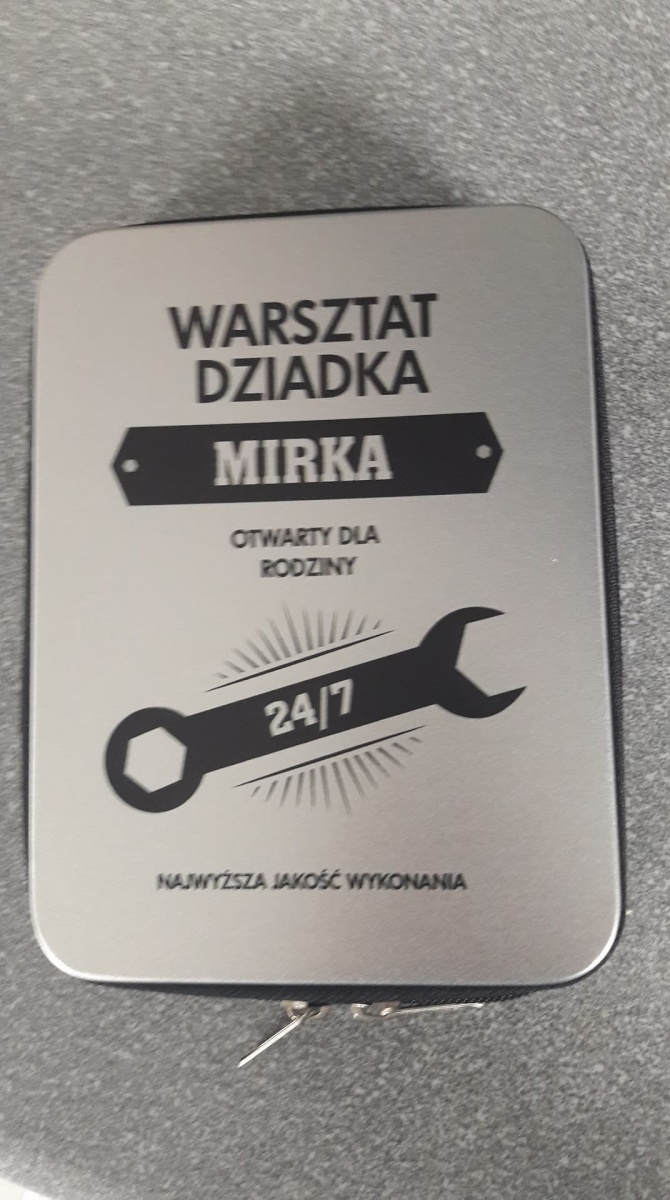 WARSZTAT
DZIADKA
MIRKA
OTWARTY DLA
RODZINY
24/7
NAJWYŻSZA JAKOŚĆ WYKONANIA